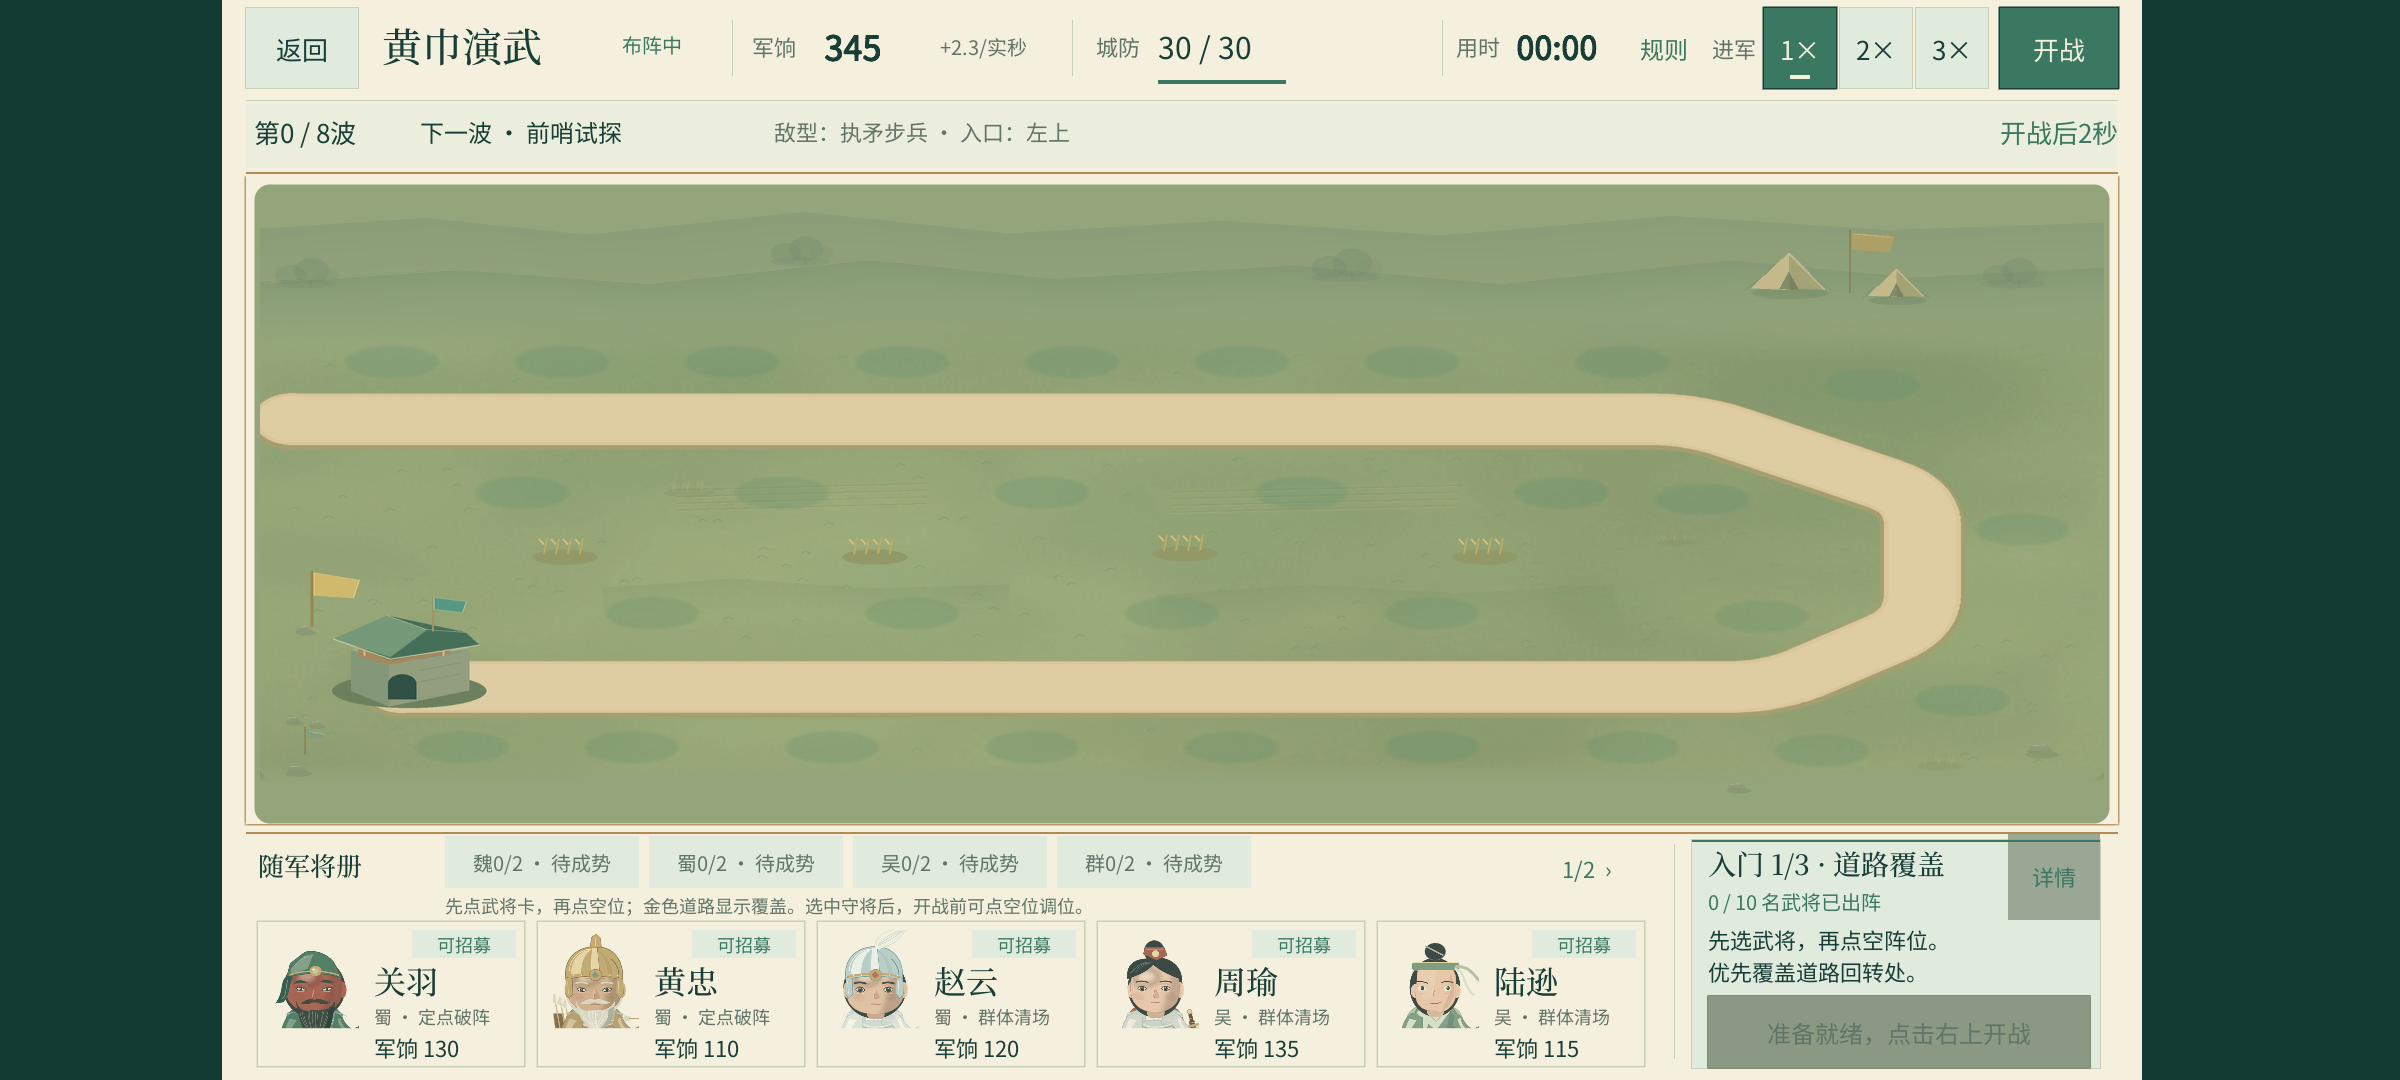 返回
黄巾演武
布阵中
军饷 345
+2.3/实秒
城防 30 / 30
用时 00:00
规则
进军
1×
2×
3×
开战
第0 / 8波
下一波 · 前哨试探
敌型：执矛步兵 · 入口：左上
开战后2秒
随军将册
魏0/2 · 待成势
蜀0/2 · 待成势
吴0/2 · 待成势
群0/2 · 待成势
1/2 ›
先点武将卡，再点空位；金色道路显示覆盖。选中守将后，开战前可点空位调位。
可招募
关羽
蜀 · 定点破阵
军饷 130
可招募
黄忠
蜀 · 定点破阵
军饷 110
可招募
赵云
蜀 · 群体清场
军饷 120
可招募
周瑜
吴 · 群体清场
军饷 135
可招募
陆逊
吴 · 群体清场
军饷 115
入门 1/3 · 道路覆盖
详情
0 / 10 名武将已出阵
先选武将，再点空阵位。
优先覆盖道路回转处。
准备就绪，点击右上开战